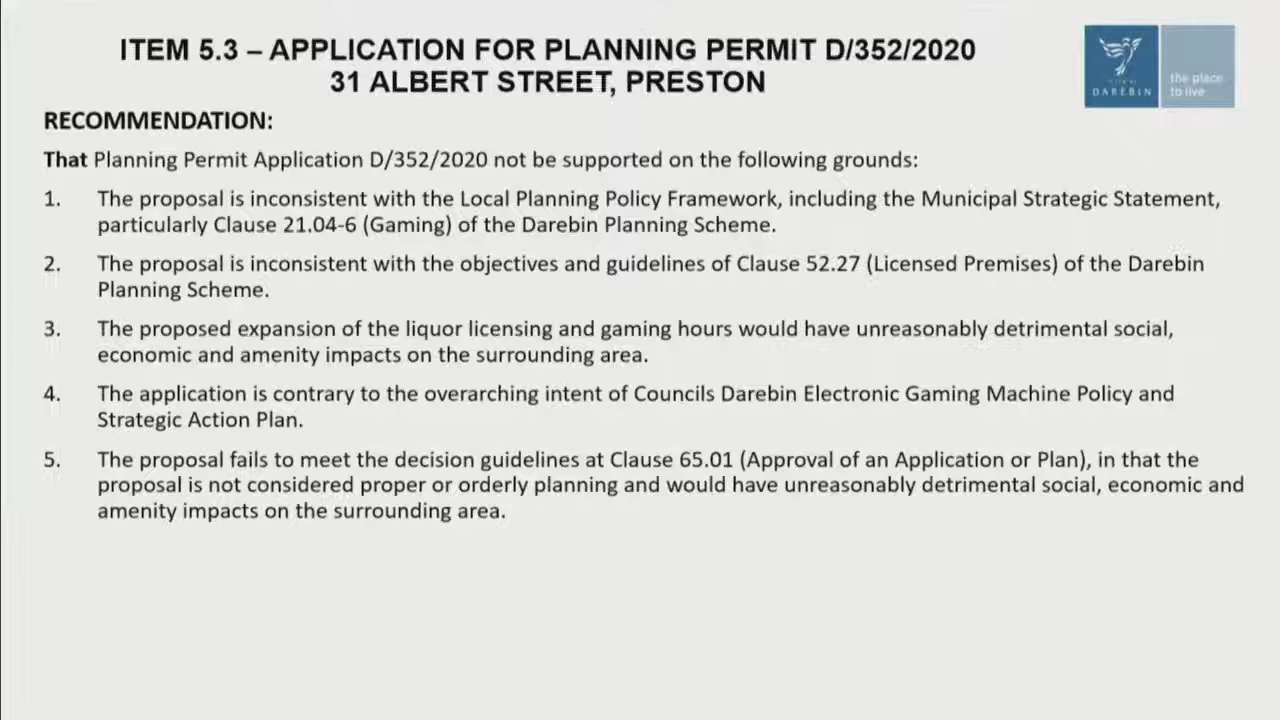 ITEM 5.3 – APPLICATION FOR PLANNING PERMIT D/352/2020
31 ALBERT STREET, PRESTON
DAREBIN
the place
to live
RECOMMENDATION:
That Planning Permit Application D/352/2020 not be supported on the following grounds:
1. The proposal is inconsistent with the Local Planning Policy Framework, including the Municipal Strategic Statement,
particularly Clause 21.04-6 (Gaming) of the Darebin Planning Scheme.
2. The proposal is inconsistent with the objectives and guidelines of Clause 52.27 (Licensed Premises) of the Darebin
Planning Scheme.
3. The proposed expansion of the liquor licensing and gaming hours would have unreasonably detrimental social,
economic and amenity impacts on the surrounding area.
4. The application is contrary to the overarching intent of Councils Darebin Electronic Gaming Machine Policy and
Strategic Action Plan.
5. The proposal fails to meet the decision guidelines at Clause 65.01 (Approval of an Application or Plan), in that the
proposal is not considered proper or orderly planning and would have unreasonably detrimental social, economic and
amenity impacts on the surrounding area.